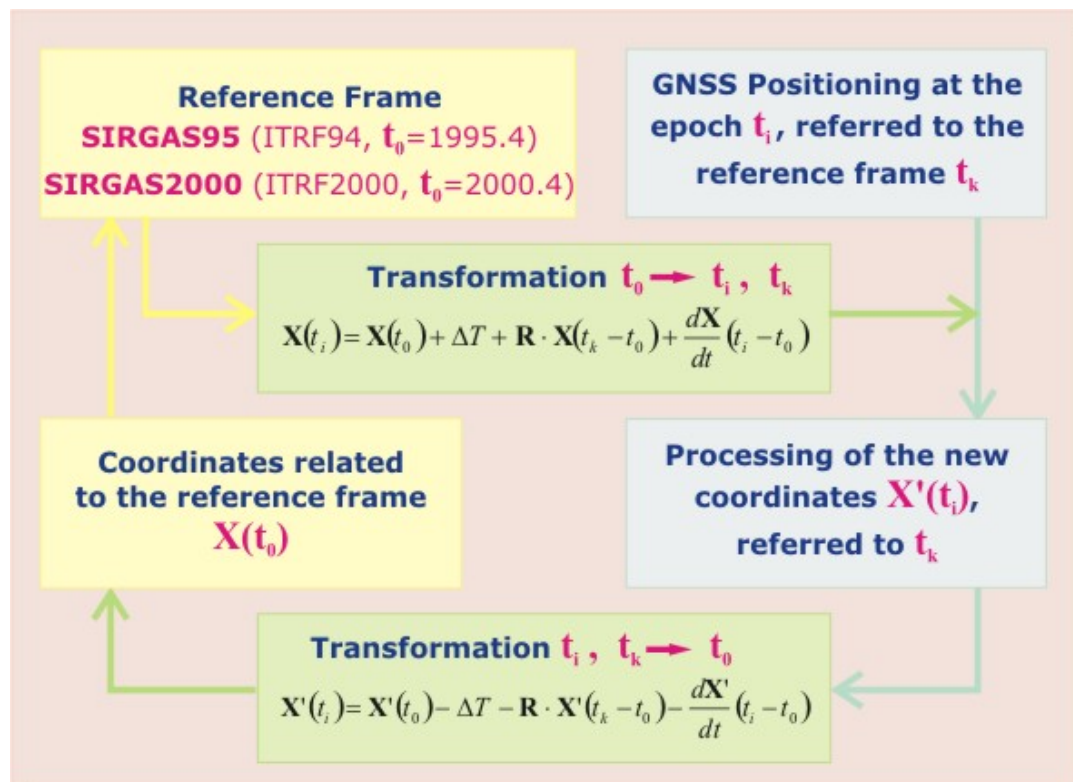 Reference Frame
SIRGAS95 (ITRF94, t₀=1995.4)
SIRGAS2000 (ITRF2000, t₀=2000.4)
GNSS Positioning at the
epoch tᵢ, referred to the
reference frame tₖ
Transformation t₀ → tᵢ , tₖ
X(tᵢ)= X(t₀)+ ΔT + R · X(tₖ − t₀)+ dX/dt (tᵢ − t₀)
Coordinates related
to the reference frame
X(t₀)
Processing of the new
coordinates X'(tᵢ),
referred to tₖ
Transformation tᵢ , tₖ → t₀
X'(tᵢ)= X'(t₀)− ΔT − R · X'(tₖ − t₀)− dX'/dt (tᵢ − t₀)